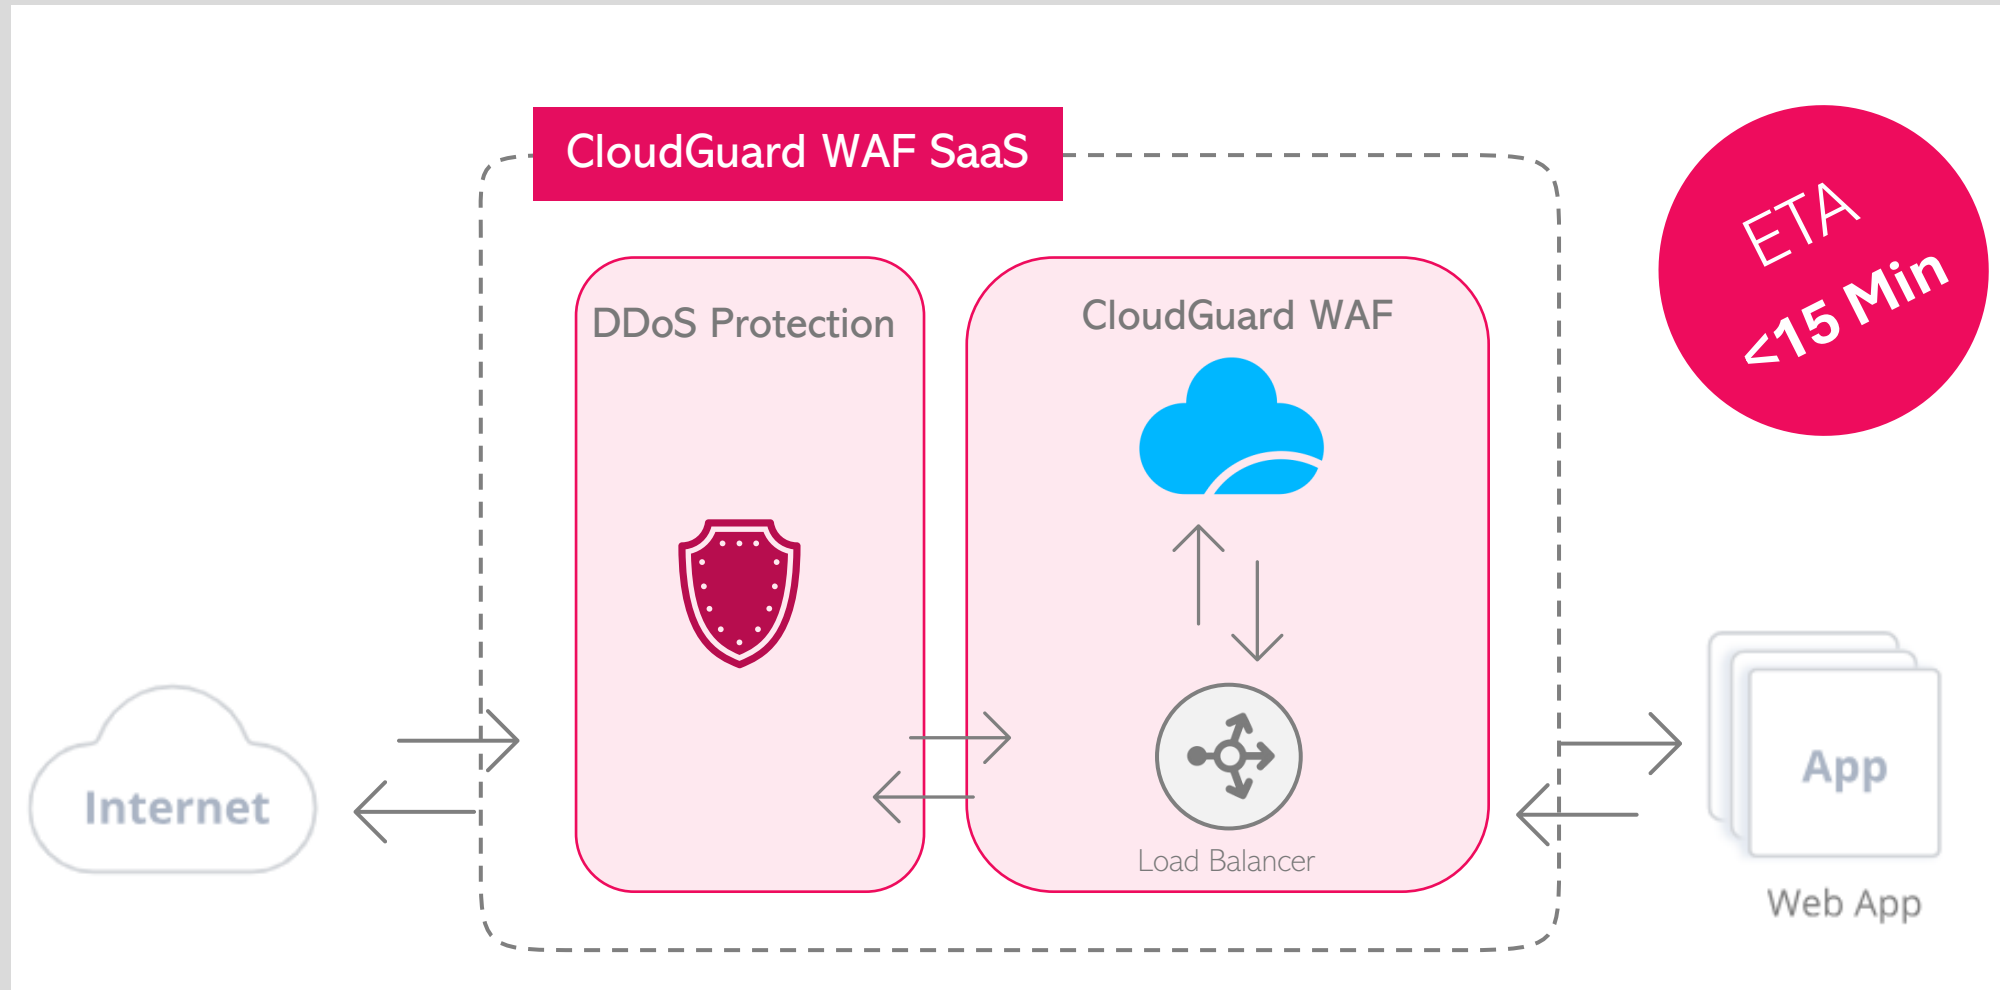 CloudGuard WAF SaaS
ETA
<15 Min
DDoS Protection
CloudGuard WAF
Internet
App
Load Balancer
Web App